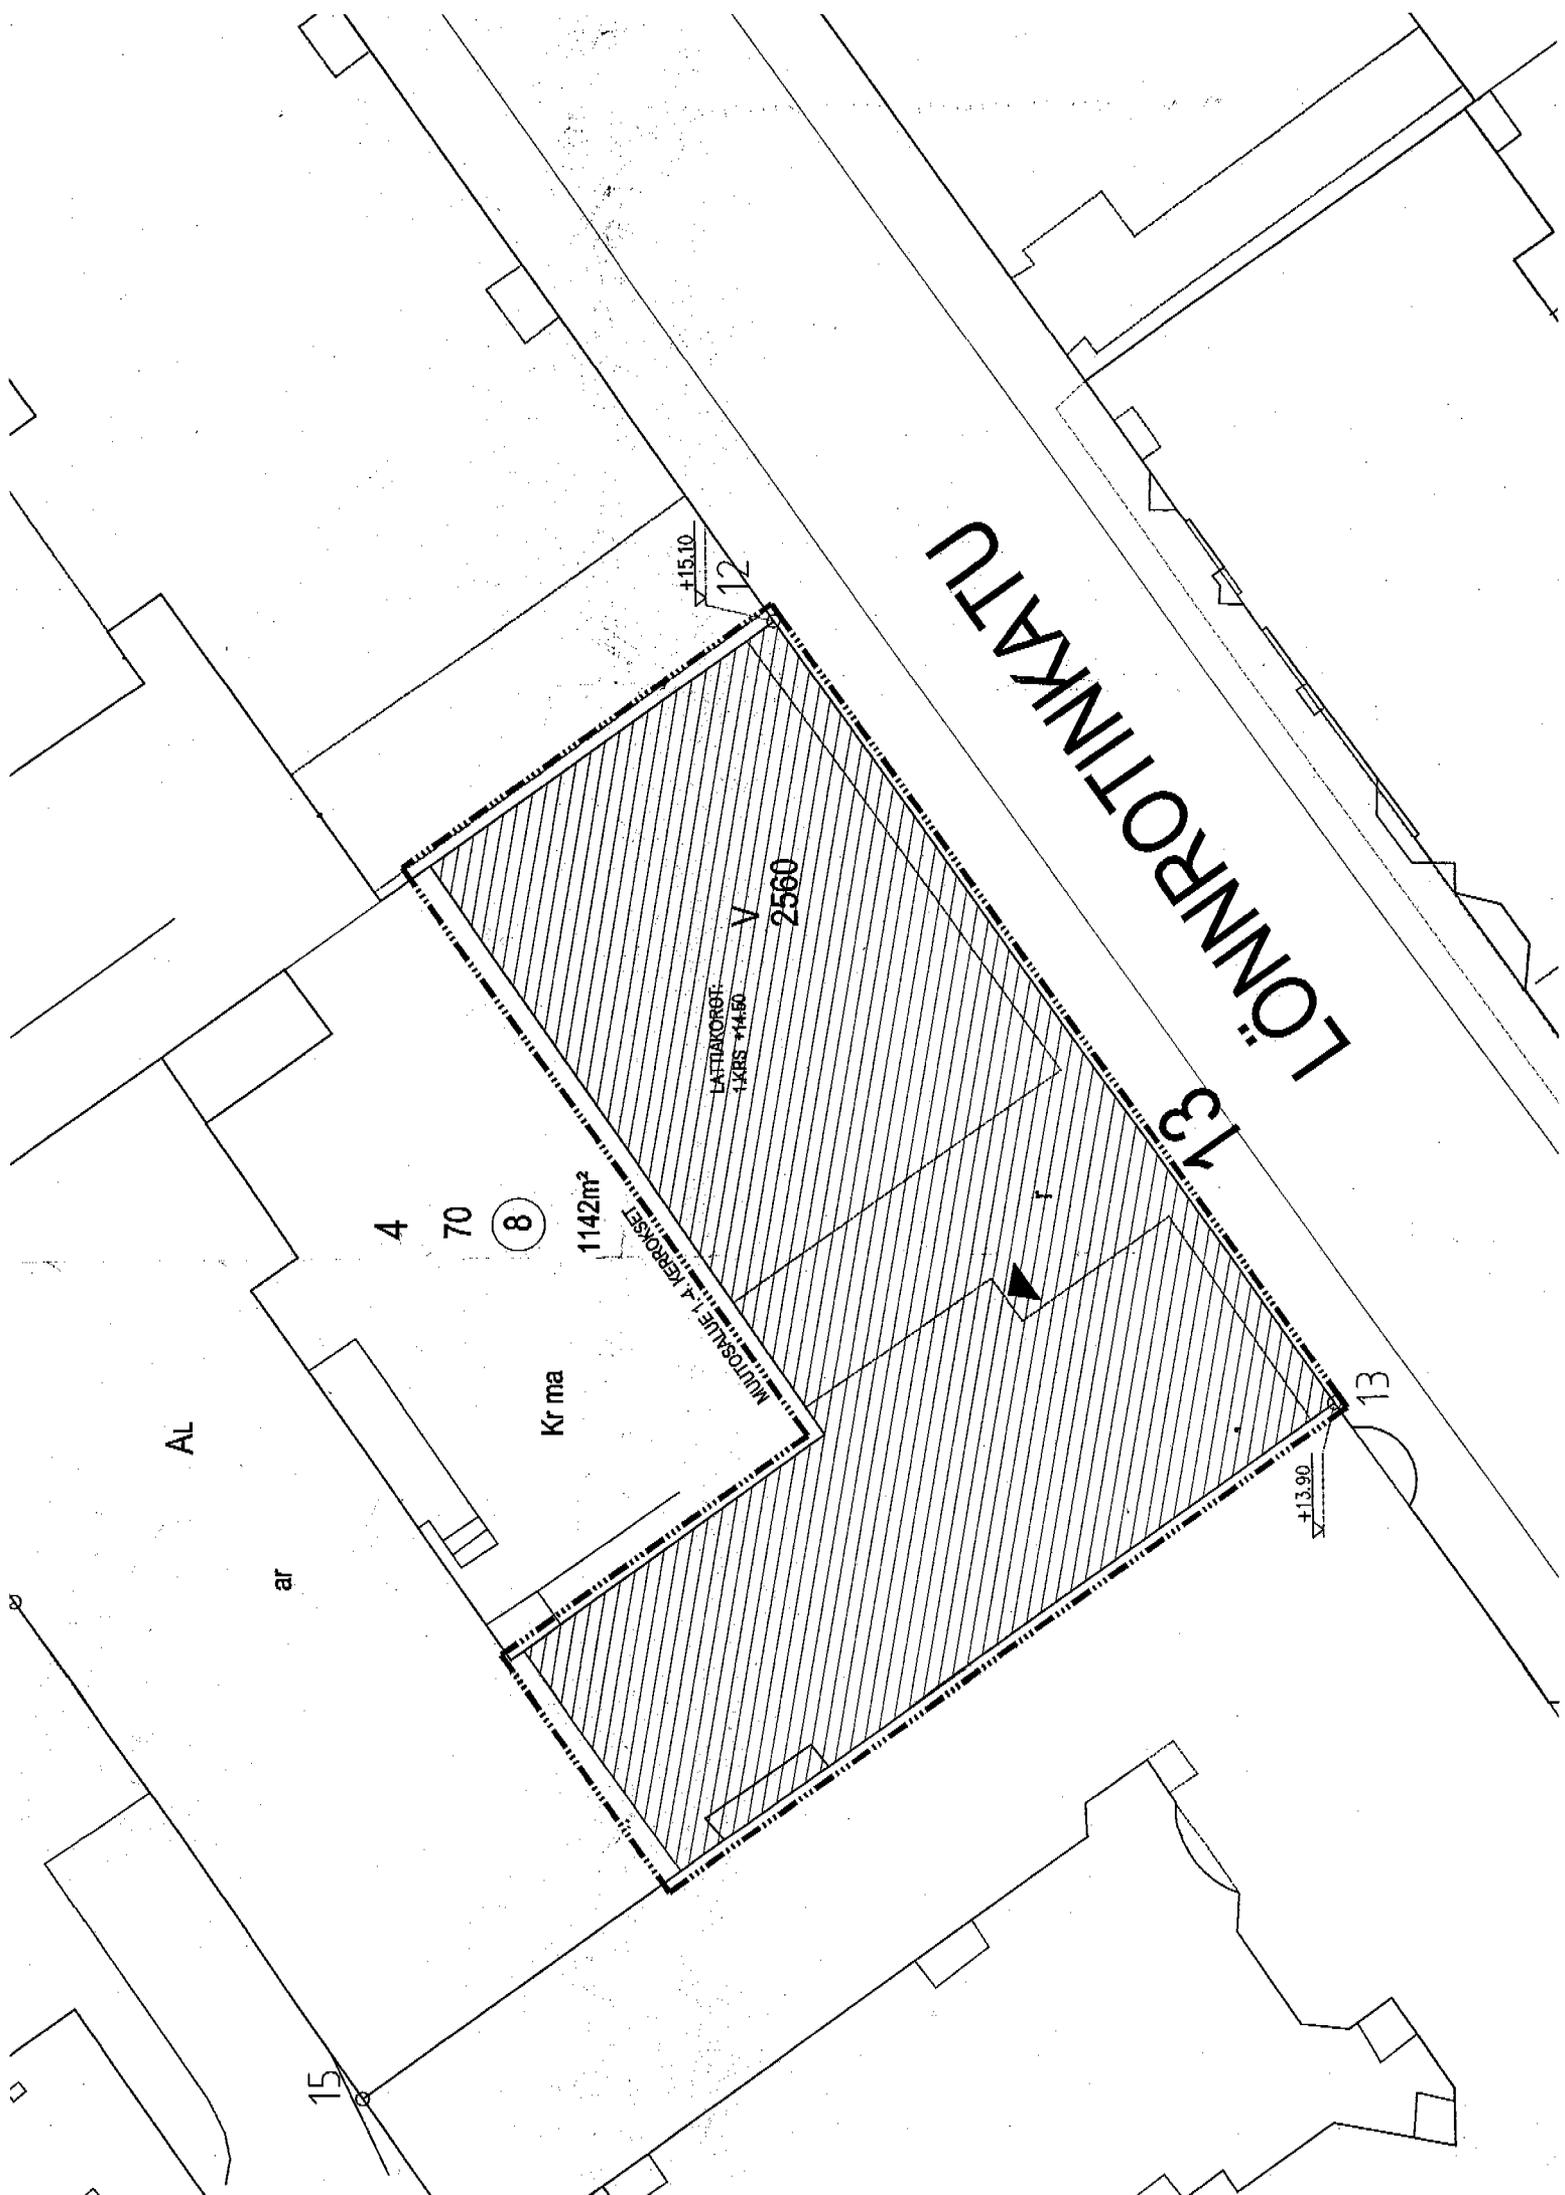 +15.10
12
V
2560
LATTIAKOROT:
1.KRS +14.50
LÖNNROTINKATU
13
4
70
8
1142m²
MUUTOSALUE 1.-4. KERROKSET
r
Kr ma
AL
ar
13
+13.90
15